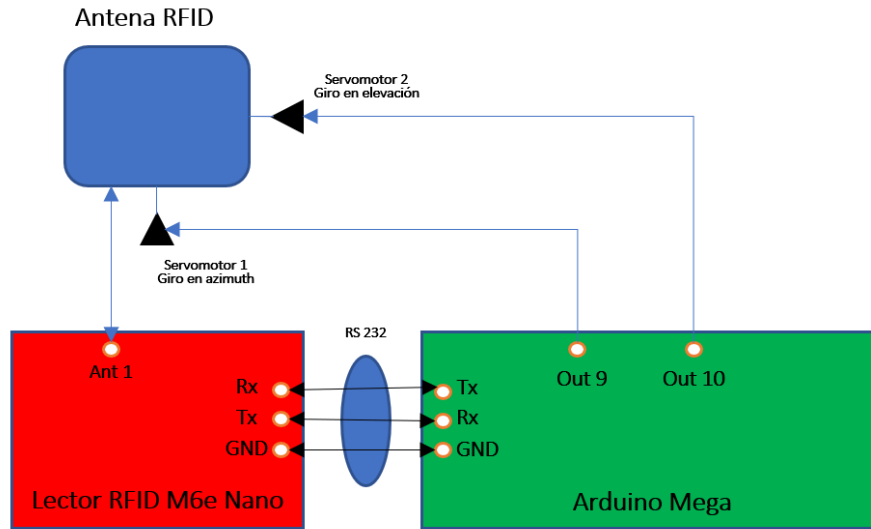 Antena RFID
Servomotor 2
Giro en elevación
Servomotor 1
Giro en azimuth
RS 232
Ant 1
Rx
Tx
GND
Lector RFID M6e Nano
Out 9
Out 10
Tx
Rx
GND
Arduino Mega